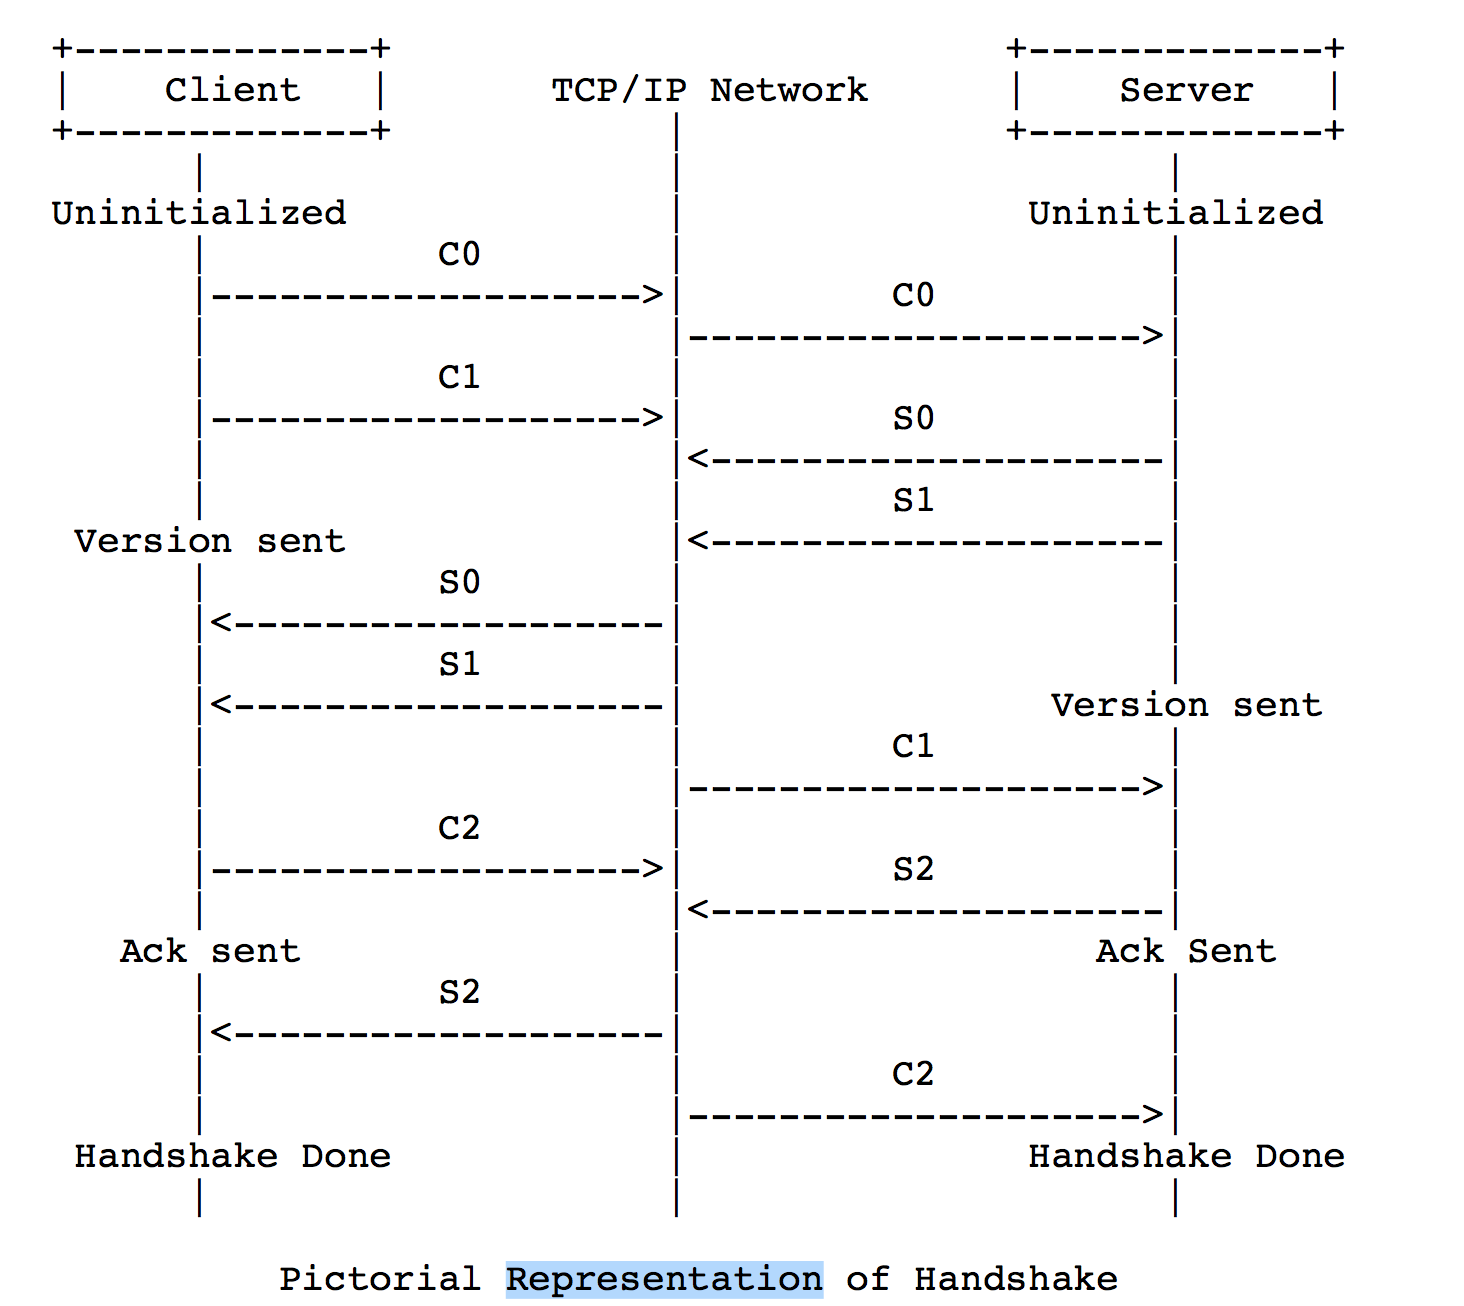 +-------------+                            +-------------+
|    Client   |       TCP/IP Network       |    Server   |
+-------------+             |              +-------------+
      |                     |                     |
Uninitialized               |               Uninitialized
      |          C0         |                     |
      |------------------->|         C0          |
      |                     |-------------------->|
      |          C1         |                     |
      |------------------->|         S0          |
      |                     |<--------------------|
      |                     |         S1          |
 Version sent               |<--------------------|
      |          S0         |                     |
      |<-------------------|                     |
      |          S1         |                     |
      |<-------------------|                Version sent
      |                     |         C1          |
      |                     |-------------------->|
      |          C2         |                     |
      |------------------->|         S2          |
      |                     |<--------------------|
   Ack sent                 |                  Ack Sent
      |          S2         |                     |
      |<-------------------|                     |
      |                     |         C2          |
      |                     |-------------------->|
 Handshake Done             |               Handshake Done
      |                     |                     |
Pictorial Representation of Handshake